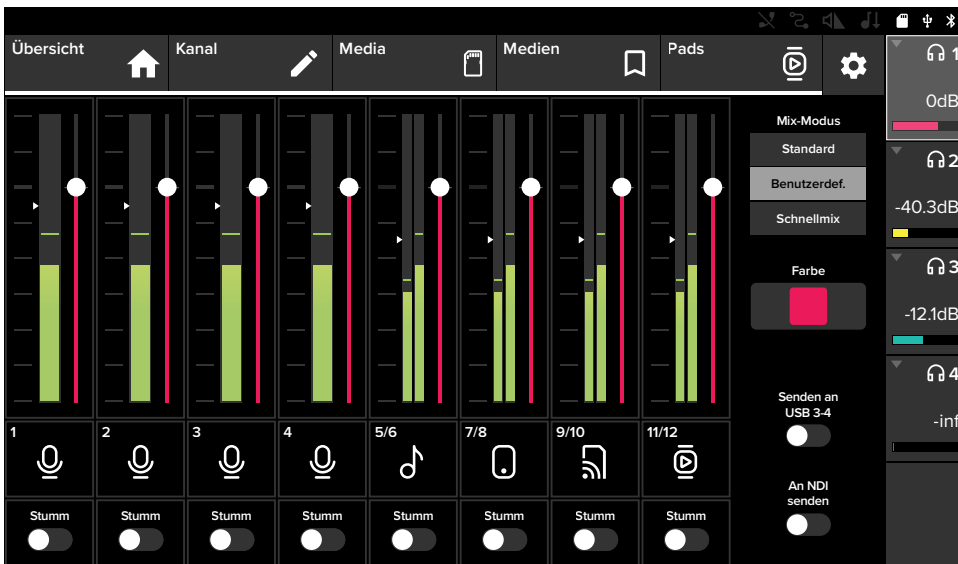 Übersicht
Kanal
Media
Medien
Pads
1
0dB
2
-40.3dB
3
-12.1dB
4
-inf
Mix-Modus
Standard
Benutzerdef.
Schnellmix
Farbe
Senden an
USB 3-4
An NDI
senden
1
2
3
4
5/6
7/8
9/10
11/12
Stumm
Stumm
Stumm
Stumm
Stumm
Stumm
Stumm
Stumm